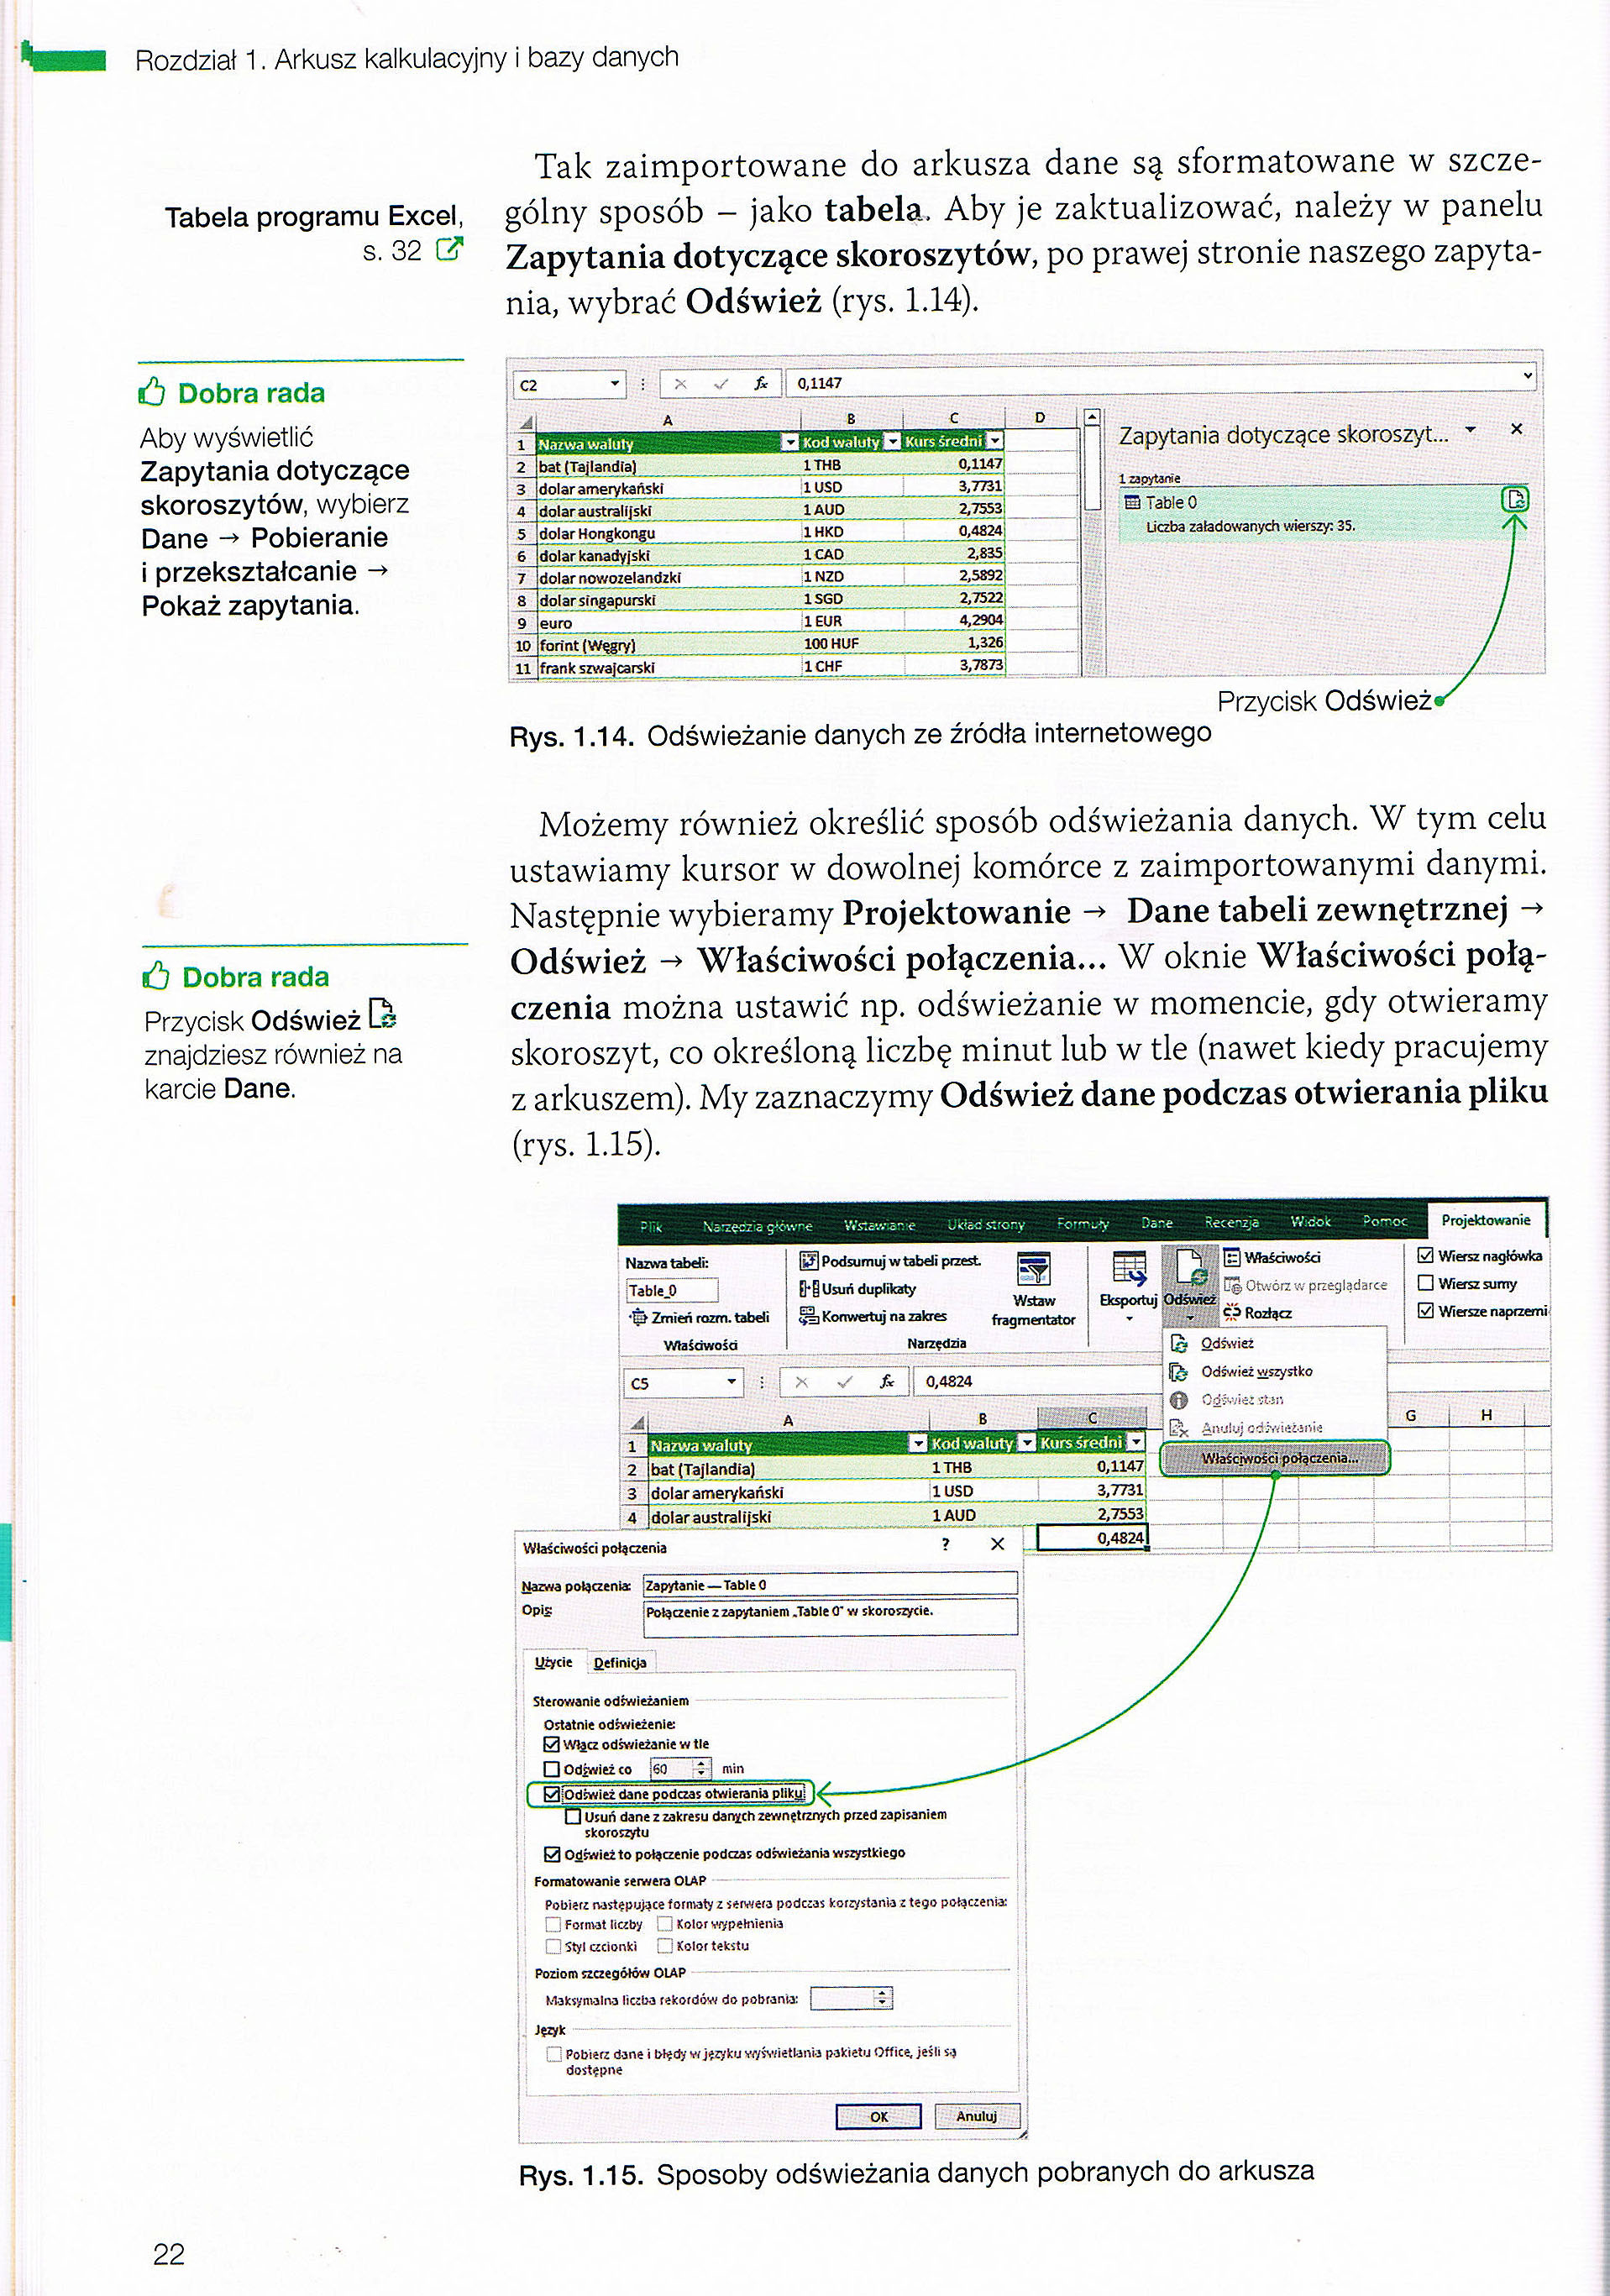 Rozdział 1. Arkusz kalkulacyjny i bazy danych
Tak zaimportowane do arkusza dane są sformatowane w szcze-
gólny sposób – jako tabela. Aby je zaktualizować, należy w panelu
Zapytania dotyczące skoroszytów, po prawej stronie naszego zapyta-
nia, wybrać Odśwież (rys. 1.14).
Tabela programu Excel,
s. 32
Dobra rada
Aby wyświetlić
Zapytania dotyczące
skoroszytów, wybierz
Dane → Pobieranie
i przekształcanie →
Pokaż zapytania.
C2 fx 0,1147
A B C D
1 Nazwa waluty Kod waluty Kurs średni
2 bat (Tajlandia) 1 THB 0,1147
3 dolar amerykański 1 USD 3,7731
4 dolar australijski 1 AUD 2,7553
5 dolar Hongkongu 1 HKD 0,4824
6 dolar kanadyjski 1 CAD 2,835
7 dolar nowozelandzki 1 NZD 2,5892
8 dolar singapurski 1 SGD 2,7522
9 euro 1 EUR 4,2904
10 forint (Węgry) 100 HUF 1,326
11 frank szwajcarski 1 CHF 3,7873
Zapytania dotyczące skoroszyt...
1 zapytanie
Table 0
Liczba załadowanych wierszy: 35.
Przycisk Odśwież
Rys. 1.14. Odświeżanie danych ze źródła internetowego
Możemy również określić sposób odświeżania danych. W tym celu
ustawiamy kursor w dowolnej komórce z zaimportowanymi danymi.
Następnie wybieramy Projektowanie → Dane tabeli zewnętrznej →
Odśwież → Właściwości połączenia... W oknie Właściwości połą-
czenia można ustawić np. odświeżanie w momencie, gdy otwieramy
skoroszyt, co określoną liczbę minut lub w tle (nawet kiedy pracujemy
z arkuszem). My zaznaczymy Odśwież dane podczas otwierania pliku
(rys. 1.15).
Dobra rada
Przycisk Odśwież
znajdziesz również na
karcie Dane.
Plik Narzędzia główne Wstawianie Układ strony Formuły Dane Recenzja Widok Pomoc Projektowanie
Nazwa tabeli:
Table_0
Zmień rozm. tabeli
Właściwości
Podsumuj w tabeli przest.
Usuń duplikaty
Konwertuj na zakres
Narzędzia
Wstaw
fragmentator
Eksportuj
Odśwież
Właściwości
Otwórz w przeglądarce
Rozłącz
Wiersz nagłówka
Wiersz sumy
Wiersze naprzemi
Odśwież
Odśwież wszystko
Odśwież stan
Anuluj odświeżanie
Właściwości połączenia...
C5 fx 0,4824
A B C G H
1 Nazwa waluty Kod waluty Kurs średni
2 bat (Tajlandia) 1 THB 0,1147
3 dolar amerykański 1 USD 3,7731
4 dolar australijski 1 AUD 2,7553
0,4824
Właściwości połączenia ? X
Nazwa połączenia: Zapytanie — Table 0
Opis: Połączenie z zapytaniem „Table 0" w skoroszycie.
Użycie Definicja
Sterowanie odświeżaniem
Ostatnie odświeżenie:
Włącz odświeżanie w tle
Odśwież co 60 min
Odśwież dane podczas otwierania pliku
Usuń dane z zakresu danych zewnętrznych przed zapisaniem
skoroszytu
Odśwież to połączenie podczas odświeżania wszystkiego
Formatowanie serwera OLAP
Pobierz następujące formaty z serwera podczas korzystania z tego połączenia:
Format liczby Kolor wypełnienia
Styl czcionki Kolor tekstu
Poziom szczegółów OLAP
Maksymalna liczba rekordów do pobrania:
Język
Pobierz dane i błędy w języku wyświetlania pakietu Office, jeśli są
dostępne
OK Anuluj
Rys. 1.15. Sposoby odświeżania danych pobranych do arkusza
22